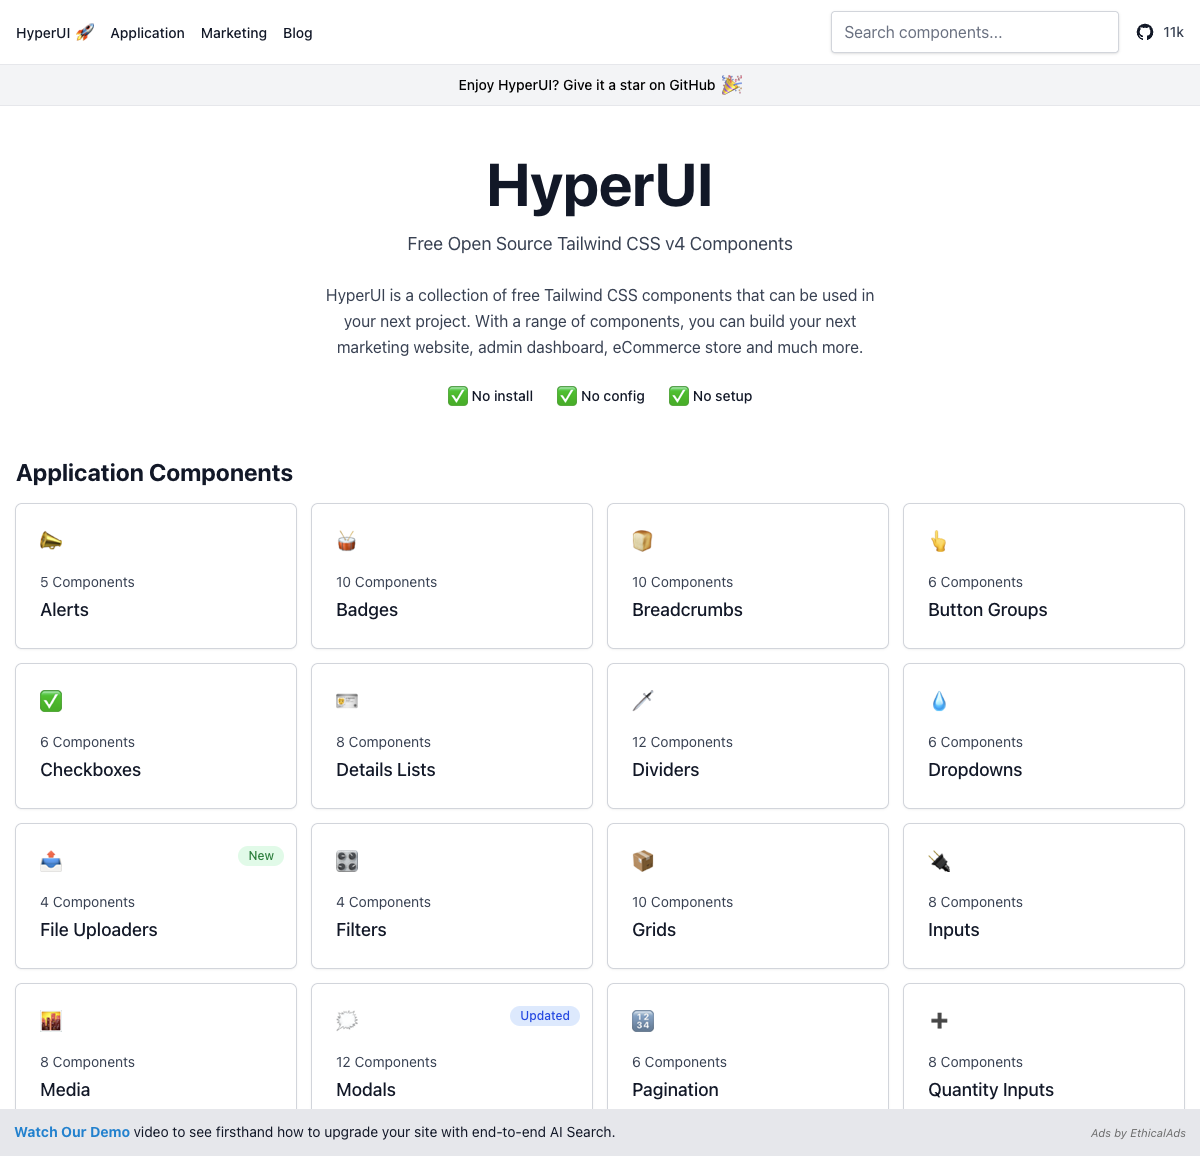 HyperUI 🚀 Application Marketing Blog Search components... 11k
Enjoy HyperUI? Give it a star on GitHub 🎉
HyperUI
Free Open Source Tailwind CSS v4 Components
HyperUI is a collection of free Tailwind CSS components that can be used in
your next project. With a range of components, you can build your next
marketing website, admin dashboard, eCommerce store and much more.
✅ No install ✅ No config ✅ No setup
Application Components
5 Components
Alerts
10 Components
Badges
10 Components
Breadcrumbs
6 Components
Button Groups
6 Components
Checkboxes
8 Components
Details Lists
12 Components
Dividers
6 Components
Dropdowns
New
4 Components
File Uploaders
4 Components
Filters
10 Components
Grids
8 Components
Inputs
8 Components
Media
Updated
12 Components
Modals
1234
6 Components
Pagination
8 Components
Quantity Inputs
Watch Our Demo video to see firsthand how to upgrade your site with end-to-end AI Search.
Ads by EthicalAds